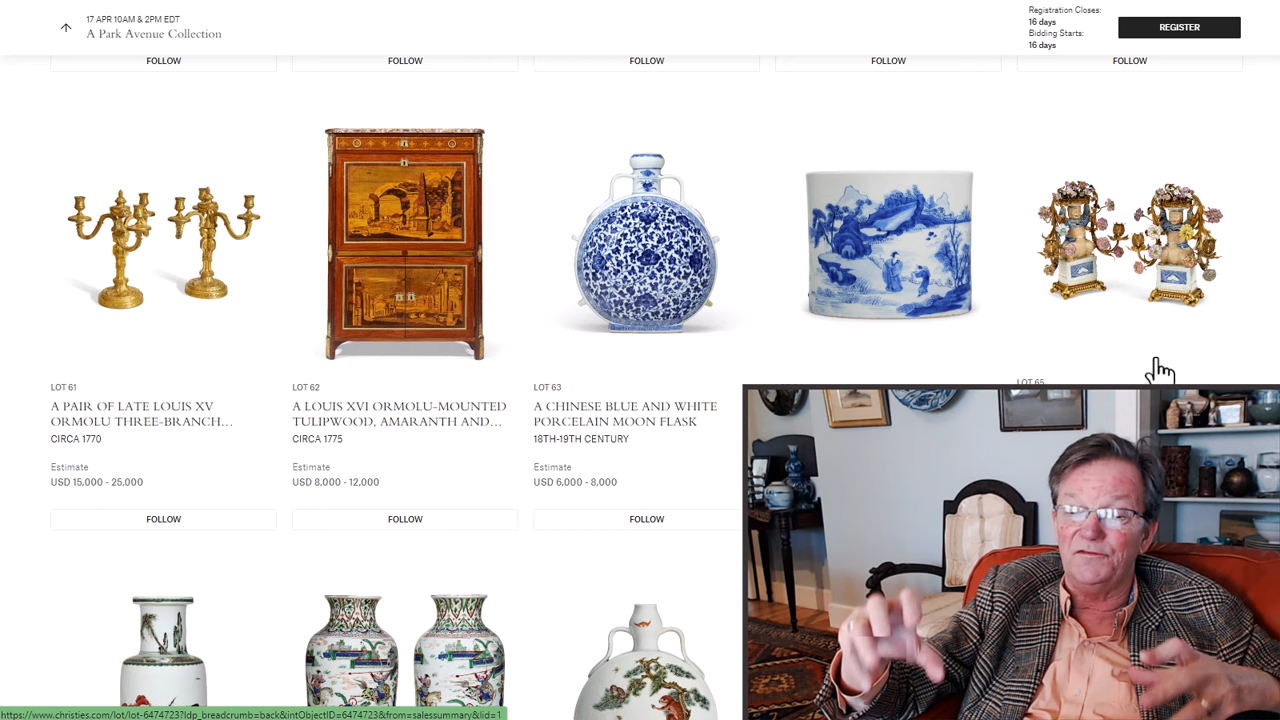 17 APR 10AM & 2PM EDT
A Park Avenue Collection
Registration Closes:
16 days
Bidding Starts:
16 days
REGISTER
FOLLOW
FOLLOW
FOLLOW
FOLLOW
FOLLOW
LOT 61
A PAIR OF LATE LOUIS XV
ORMOLU THREE-BRANCH...
CIRCA 1770
Estimate
USD 15,000 - 25,000
FOLLOW
LOT 62
A LOUIS XVI ORMOLU-MOUNTED
TULIPWOOD, AMARANTH AND...
CIRCA 1775
Estimate
USD 8,000 - 12,000
FOLLOW
LOT 63
A CHINESE BLUE AND WHITE
PORCELAIN MOON FLASK
18TH-19TH CENTURY
Estimate
USD 6,000 - 8,000
FOLLOW
LOT 65
https://www.christies.com/lot/lot-6474723?ldp_breadcrumb=back&intObjectID=6474723&from=salessummary&lid=1